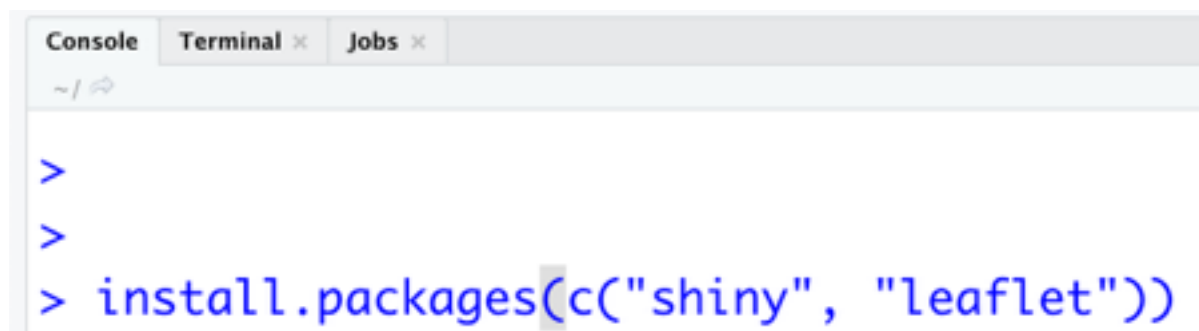 Console Terminal × Jobs ×
~/
>
>
> install.packages(c("shiny", "leaflet"))